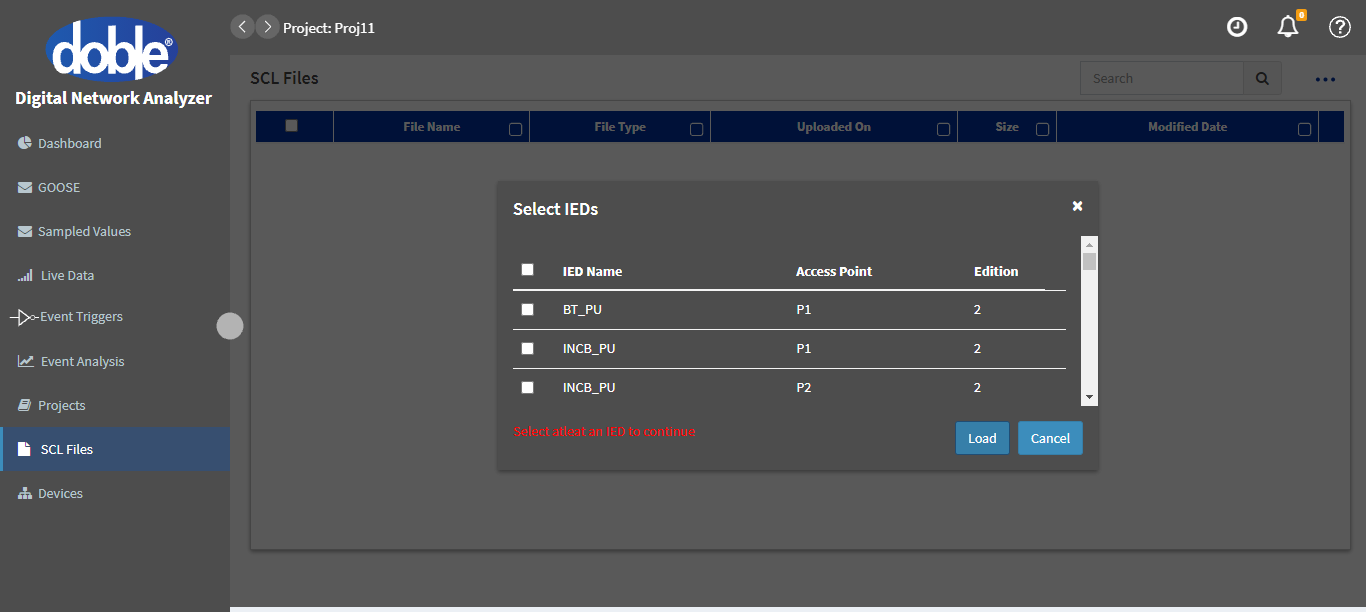 doble®
Digital Network Analyzer
Dashboard
GOOSE
Sampled Values
Live Data
Event Triggers
Event Analysis
Projects
SCL Files
Devices
Project: Proj11
0
SCL Files
Search
File Name File Type Uploaded On Size Modified Date
Select IEDs
IED Name Access Point Edition
BT_PU P1 2
INCB_PU P1 2
INCB_PU P2 2
Select atleat an IED to continue
Load Cancel